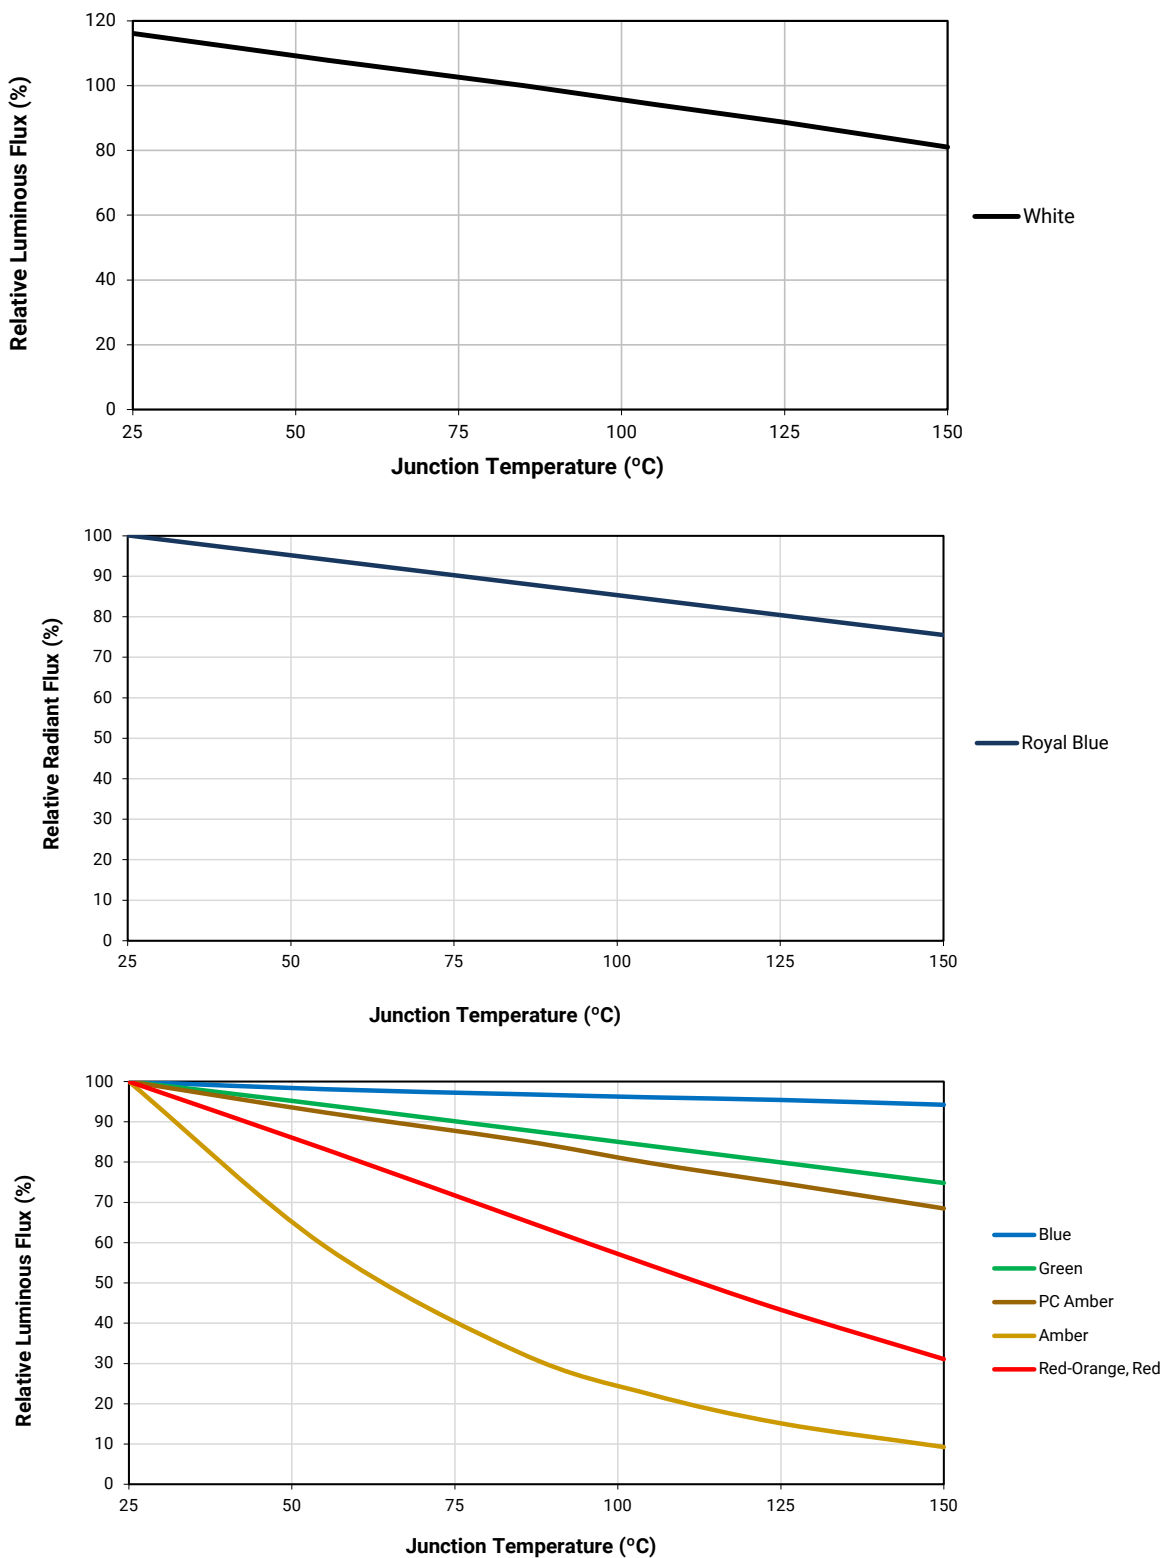 Relative Luminous Flux (%)
120
100
80
60
40
20
0
25 50 75 100 125 150
Junction Temperature (ºC)
White
Relative Radiant Flux (%)
100
90
80
70
60
50
40
30
20
10
0
25 50 75 100 125 150
Junction Temperature (ºC)
Royal Blue
Relative Luminous Flux (%)
100
90
80
70
60
50
40
30
20
10
0
25 50 75 100 125 150
Junction Temperature (ºC)
Blue
Green
PC Amber
Amber
Red-Orange, Red